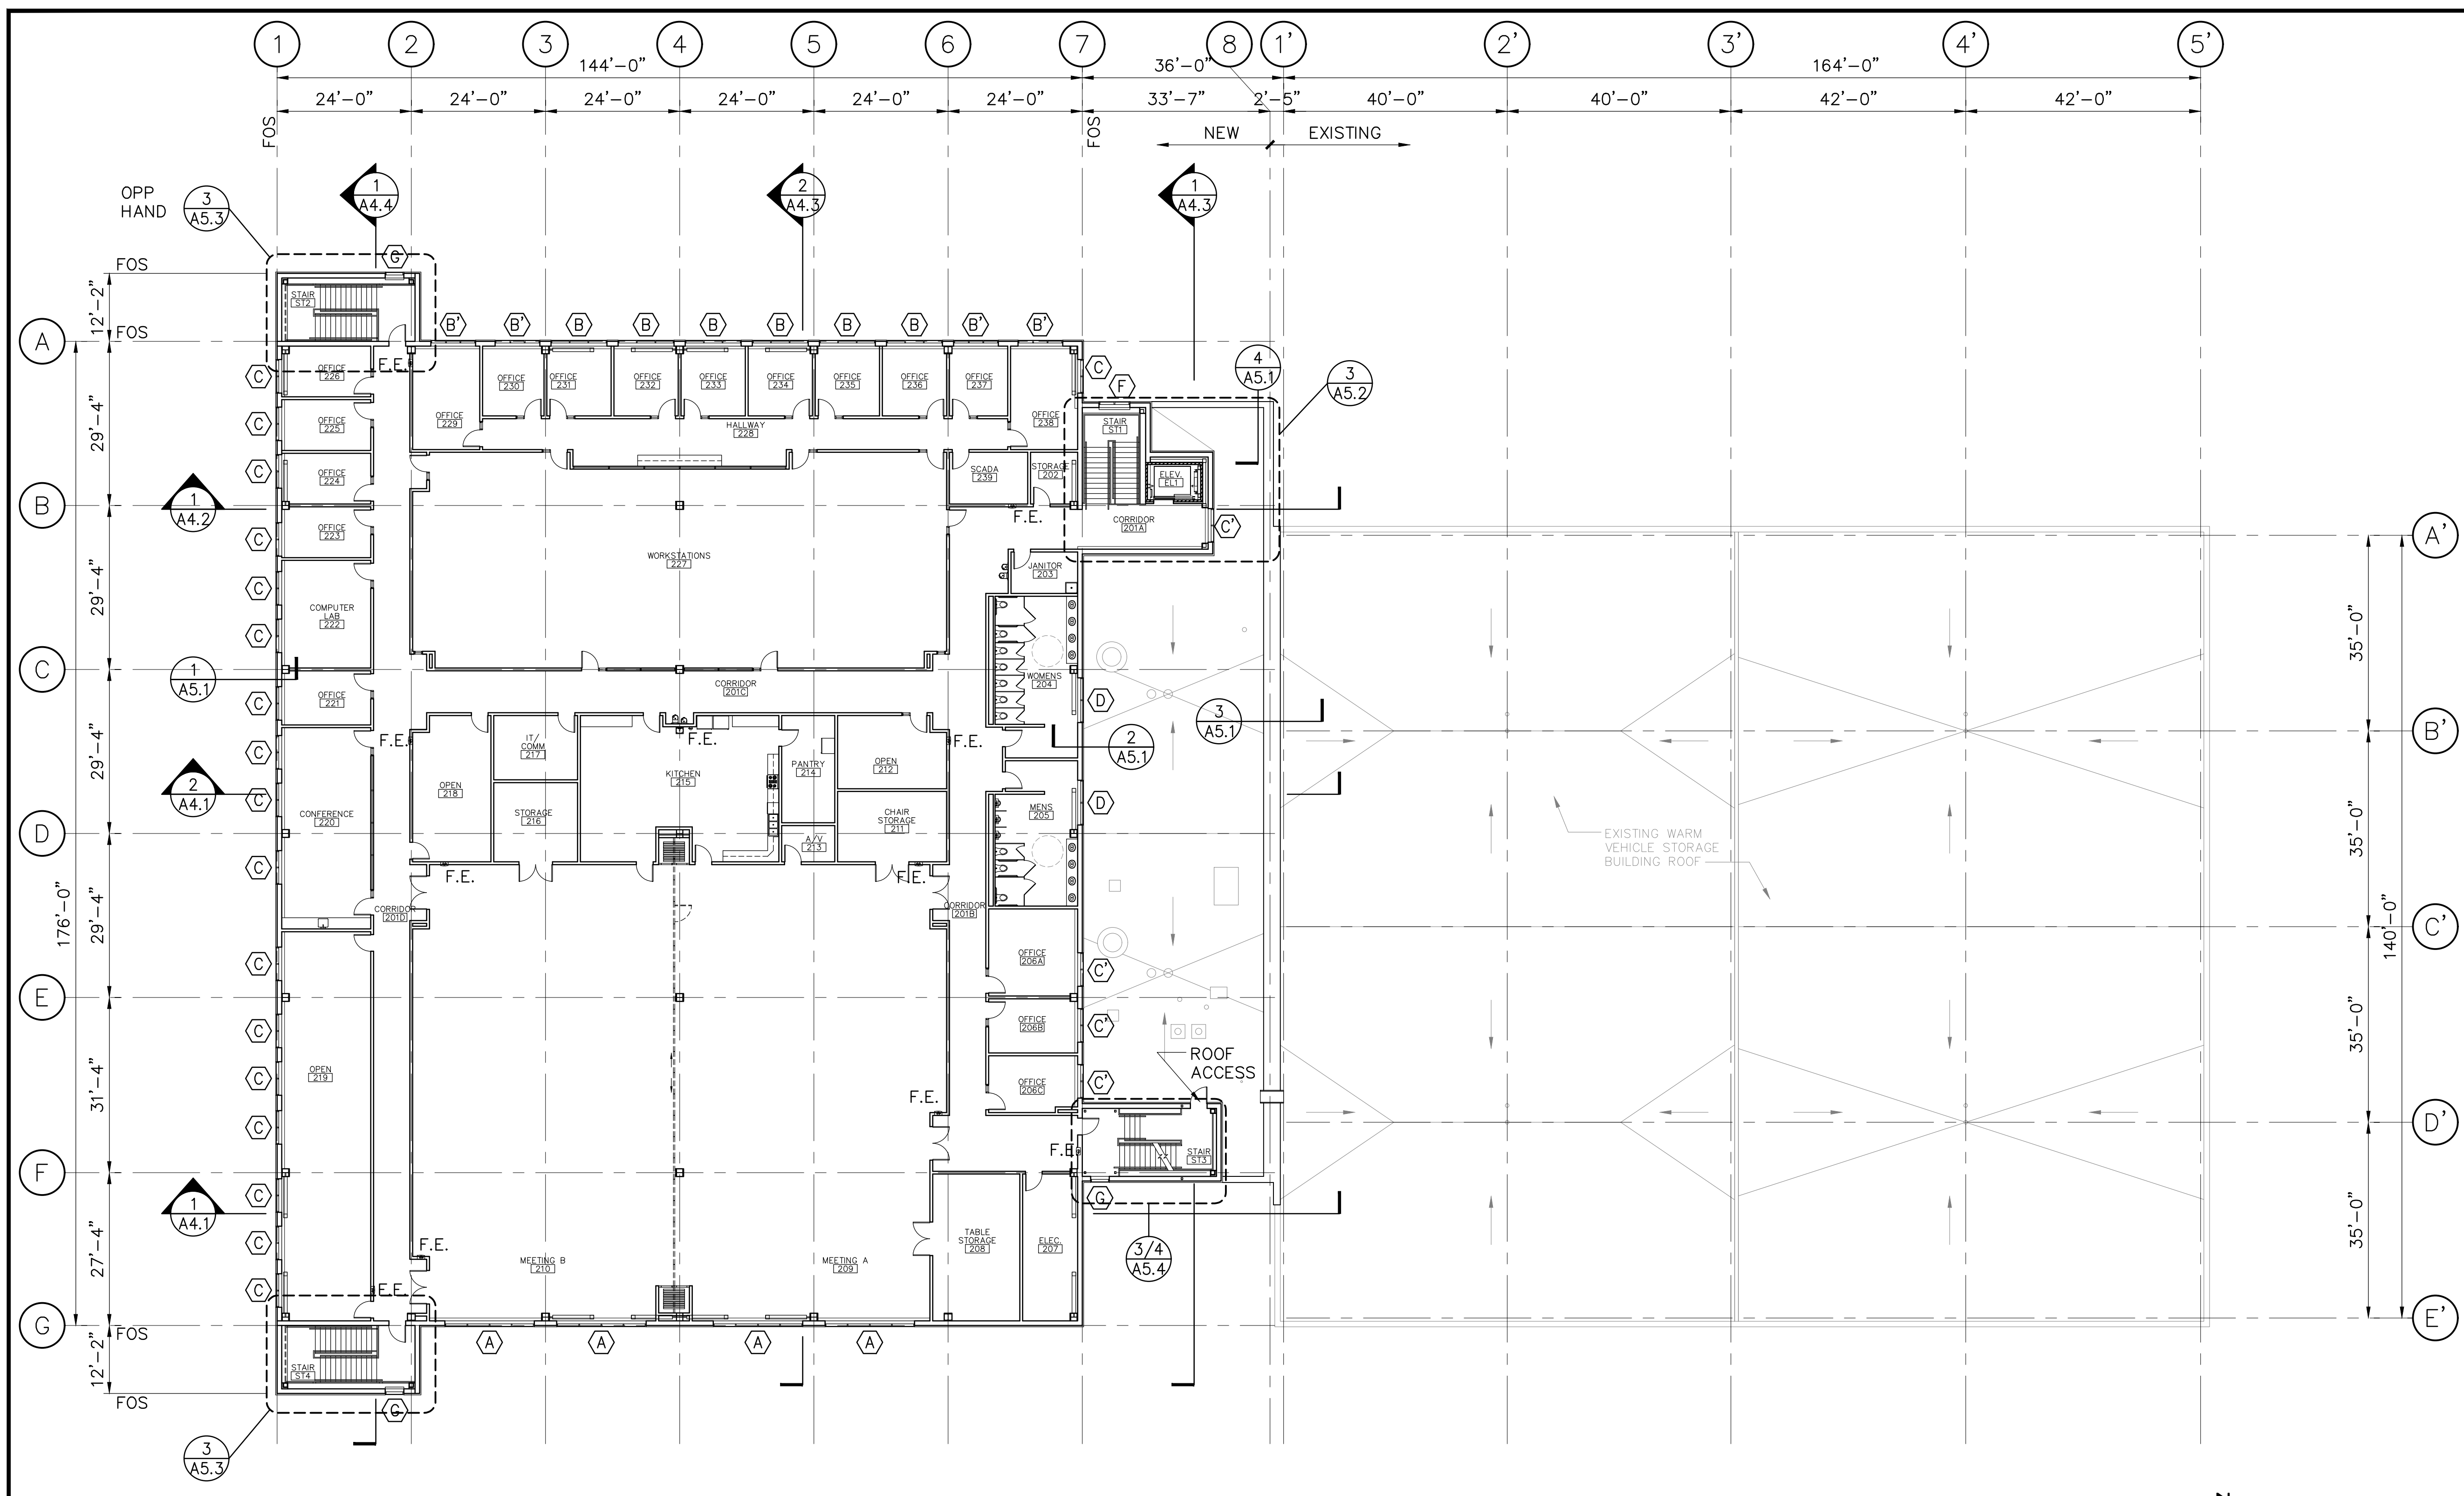 1 2 3 4 5 6 7 8 1' 2' 3' 4' 5'
144'-0" 36'-0" 164'-0"
24'-0" 24'-0" 24'-0" 24'-0" 24'-0" 24'-0" 33'-7" 2'-5" 40'-0" 40'-0" 42'-0" 42'-0"
FOS FOS
NEW EXISTING
OPP
HAND
3
A5.3
1
A4.4
2
A4.3
1
A4.3
G
FOS
12'-2"
FOS
STAIR
ST2
B' B' B B B B B B B' B'
A
F.E.
C
OFFICE
226
C
OFFICE
225
C
OFFICE
224
C
OFFICE
223
OFFICE
229
OFFICE
230
OFFICE
231
OFFICE
232
OFFICE
233
OFFICE
234
OFFICE
235
OFFICE
236
OFFICE
237
OFFICE
238
C
F
4
A5.1
3
A5.2
HALLWAY
228
STAIR
ST1
SCADA
239
STORAGE
202
ELEV.
EL1
29'-4"
B
1
A4.2
F.E.
CORRIDOR
201A
C'
A'
WORKSTATIONS
227
JANITOR
203
29'-4"
C
COMPUTER
LAB
222
C
35'-0"
C
1
A5.1
CORRIDOR
201C
WOMENS
204
D
C
OFFICE
221
3
A5.1
2
A5.1
B'
29'-4"
F.E.
F.E.
F.E.
C
IT/
COMM
217
KITCHEN
215
PANTRY
214
OPEN
212
2
A4.1
OPEN
218
C
CONFERENCE
220
STORAGE
216
CHAIR
STORAGE
211
MENS
205
D
D
A/V
213
EXISTING WARM
VEHICLE STORAGE
BUILDING ROOF
35'-0"
C
F.E.
F.E.
176'-0"
29'-4"
CORRIDOR
201D
CORRIDOR
201B
C'
140'-0"
C
OFFICE
206A
C'
E
C
OFFICE
206B
C'
35'-0"
31'-4"
OPEN
219
C
ROOF
ACCESS
OFFICE
206C
C'
F.E.
C
D'
F.E.
STAIR
ST3
F
C
1
A4.1
G
27'-4"
C
F.E.
TABLE
STORAGE
208
ELEC.
207
3/4
A5.4
35'-0"
MEETING B
210
MEETING A
209
C
F.E.
G
E'
FOS
A A A A
12'-2"
STAIR
ST4
FOS
G
3
A5.3